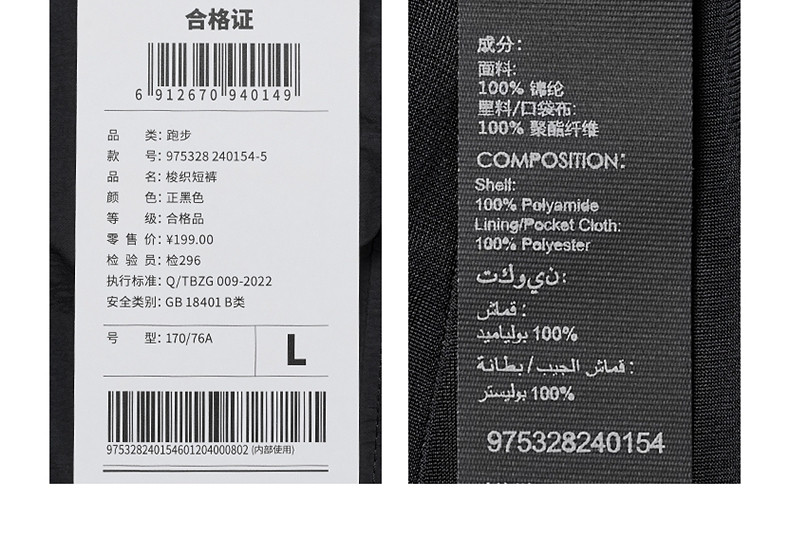 合格证
6 912670 940149
品 类: 跑步
款 号: 975328 240154-5
品 名: 梭织短裤
颜 色: 正黑色
等 级: 合格品
零 售 价: ¥199.00
检 验 员: 检296
执行标准: Q/TBZG 009-2022
安全类别: GB 18401 B类
号 型: 170/76A
L
975328240154601204000802 (内部使用)
成分:
面料:
100% 锦纶
里料/口袋布:
100% 聚酯纤维
COMPOSITION:
Shell:
100% Polyamide
Lining/Pocket Cloth:
100% Polyester
تكوين:
قماش:
100% بولياميد
قماش الجيب/بطانة:
100% بوليستر
975328240154